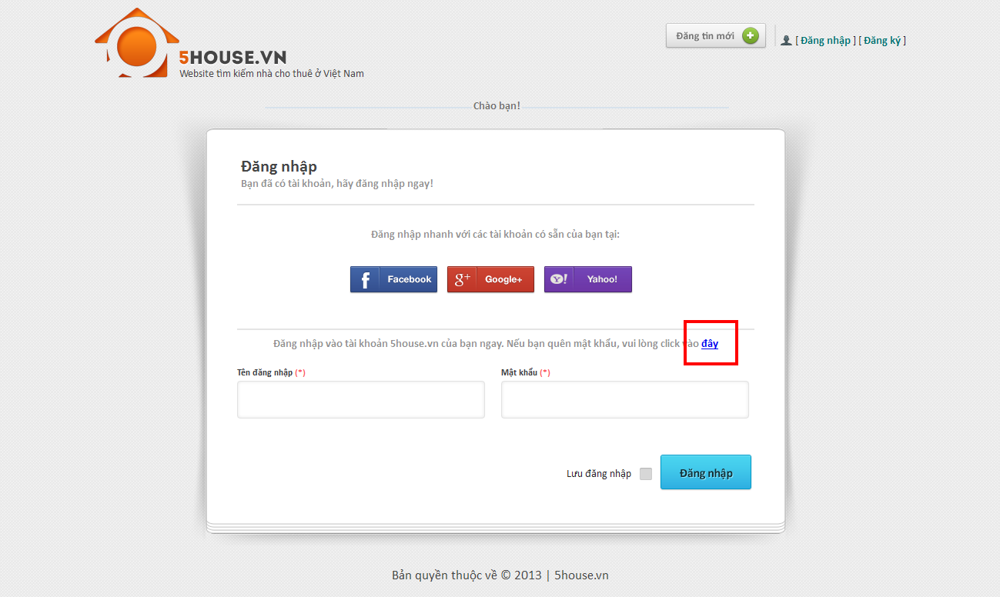 5HOUSE.VN
Website tìm kiếm nhà cho thuê ở Việt Nam
Đăng tin mới
[ Đăng nhập ] [ Đăng ký ]
Chào bạn!
Đăng nhập
Bạn đã có tài khoản, hãy đăng nhập ngay!
Đăng nhập nhanh với các tài khoản có sẵn của bạn tại:
f Facebook
g+ Google+
Y! Yahoo!
Đăng nhập vào tài khoản 5house.vn của bạn ngay. Nếu bạn quên mật khẩu, vui lòng click vào đây
Tên đăng nhập (*)
Mật khẩu (*)
Lưu đăng nhập
Đăng nhập
Bản quyền thuộc về © 2013 | 5house.vn